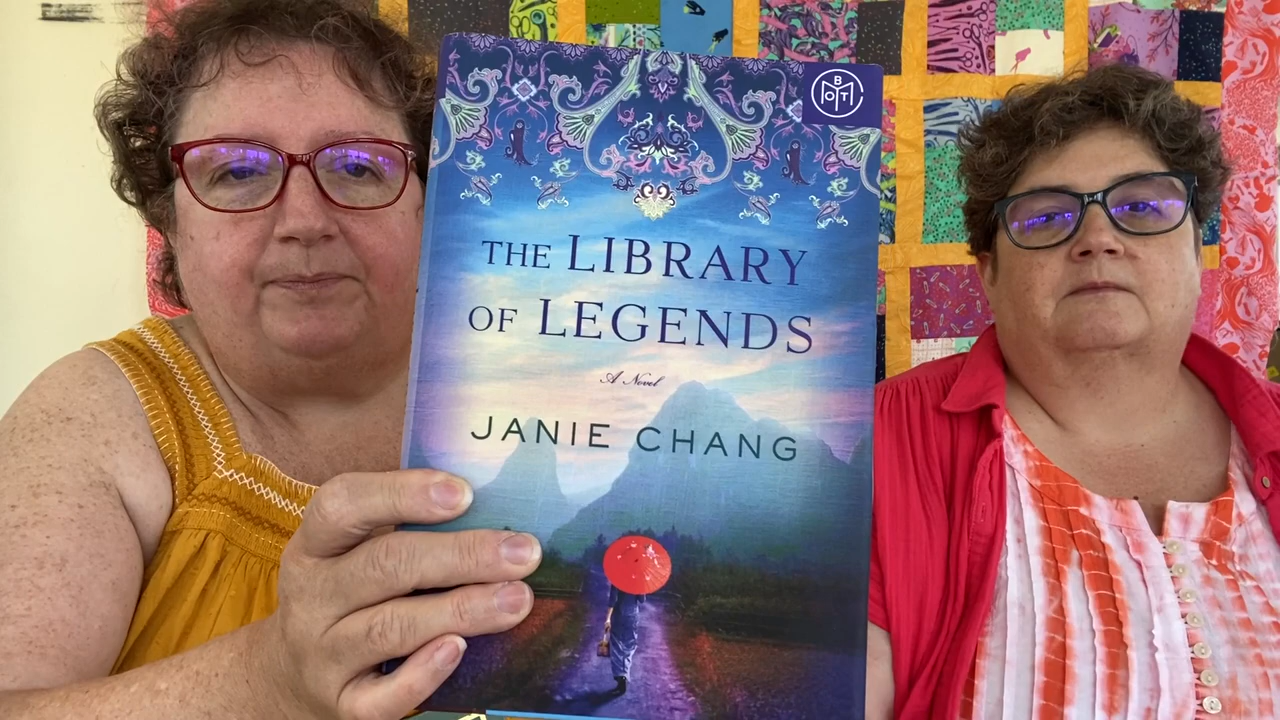 BOTM
THE LIBRARY
OF LEGENDS
A Novel
JANIE CHANG